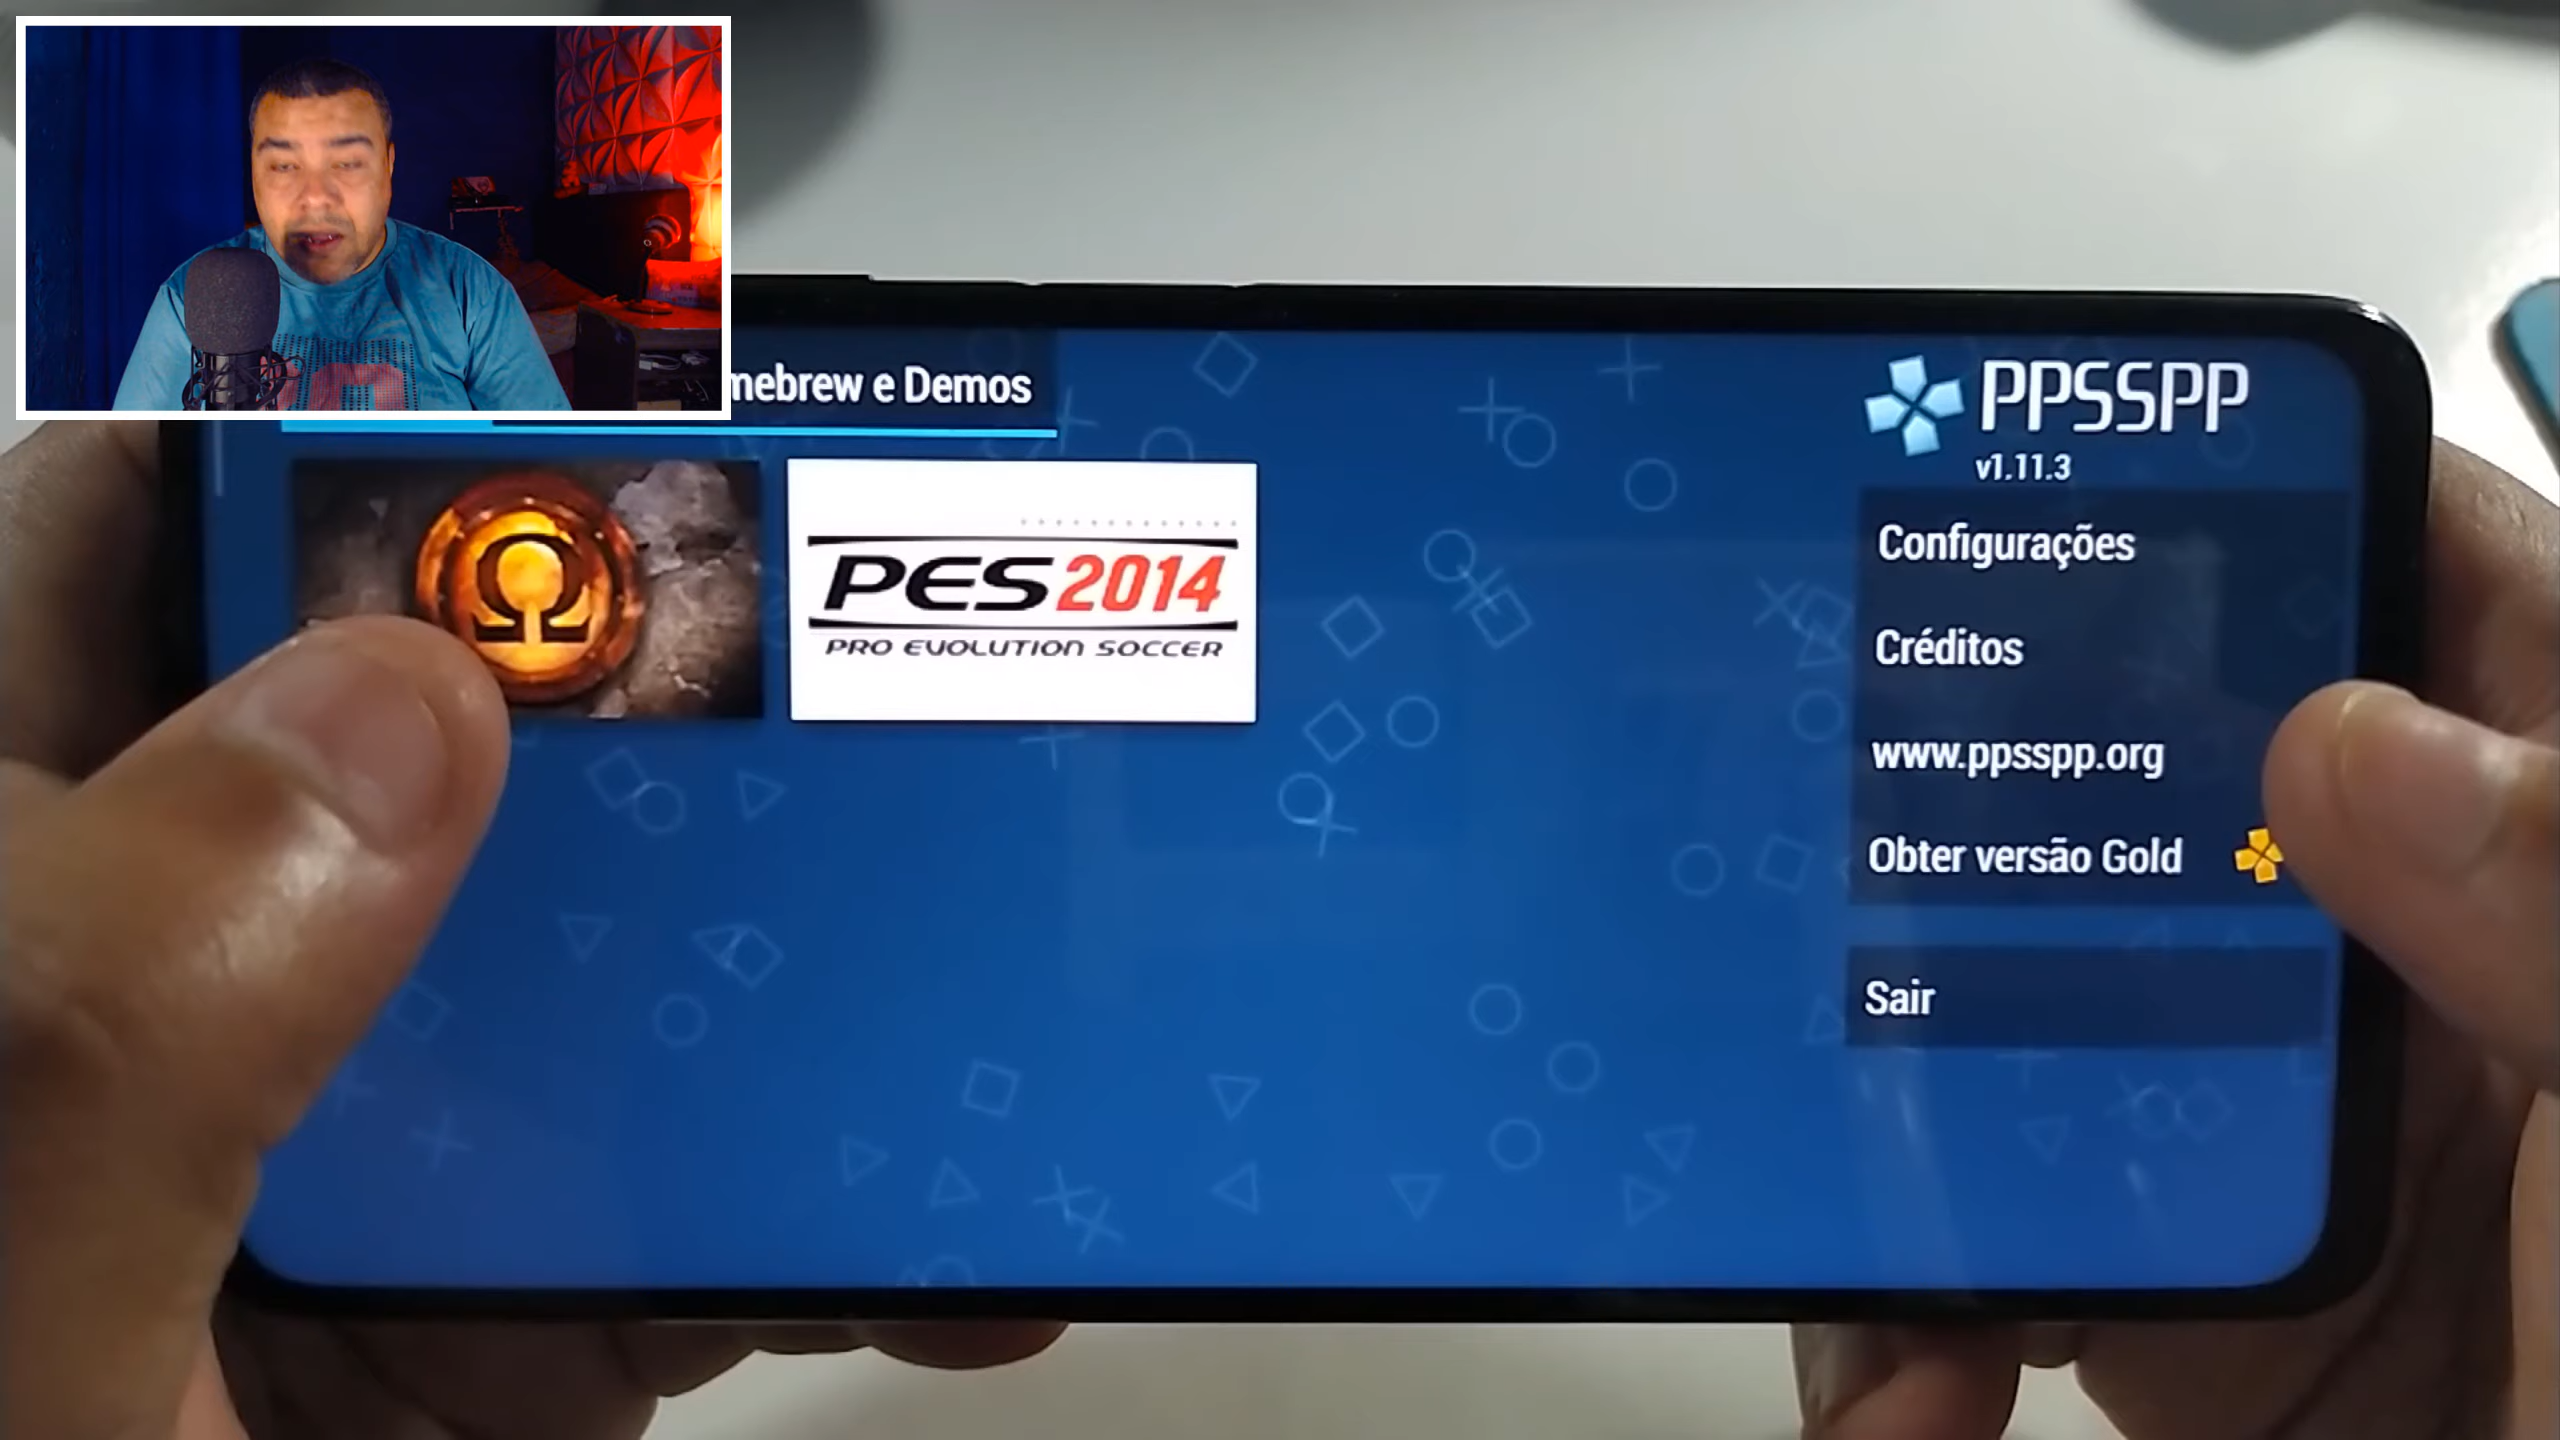 mebrew e Demos
PPSSPP
v1.11.3
Configurações
Créditos
www.ppsspp.org
Obter versão Gold
Sair
PES2014
PRO EVOLUTION SOCCER
Ω